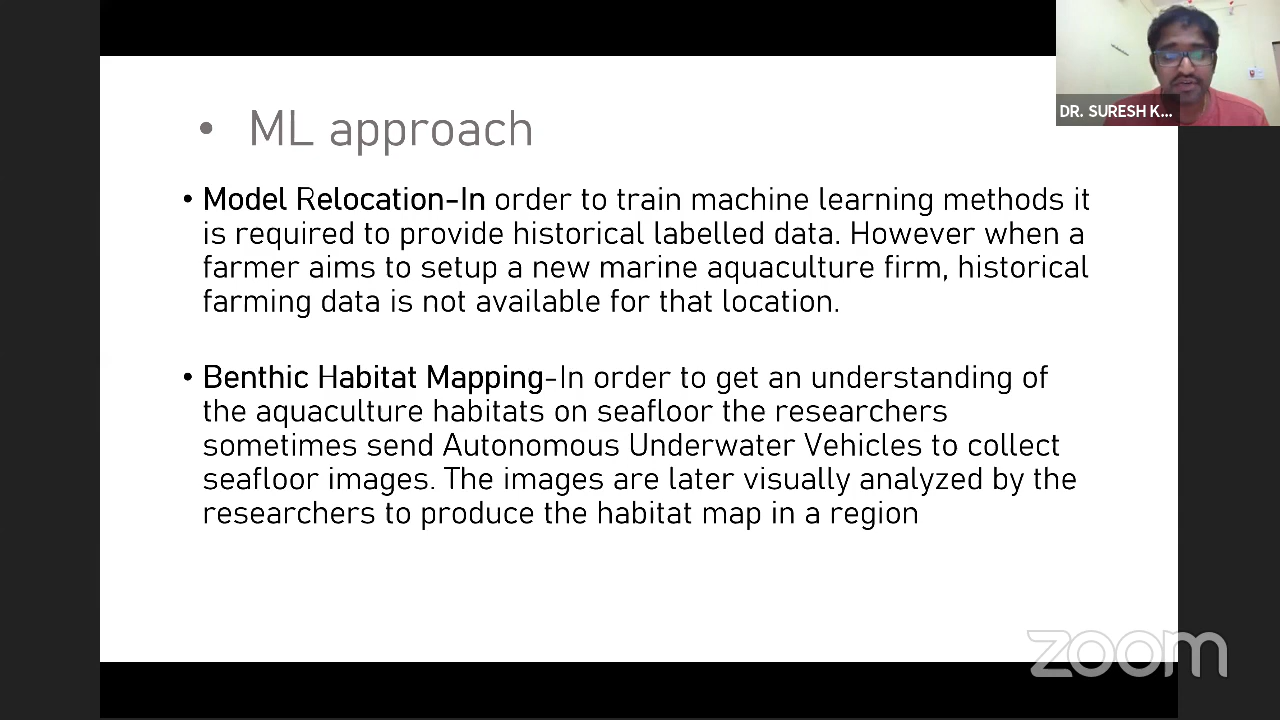 • ML approach
DR. SURESH K...
• Model Relocation-In order to train machine learning methods it
is required to provide historical labelled data. However when a
farmer aims to setup a new marine aquaculture firm, historical
farming data is not available for that location.
• Benthic Habitat Mapping-In order to get an understanding of
the aquaculture habitats on seafloor the researchers
sometimes send Autonomous Underwater Vehicles to collect
seafloor images. The images are later visually analyzed by the
researchers to produce the habitat map in a region
zoom